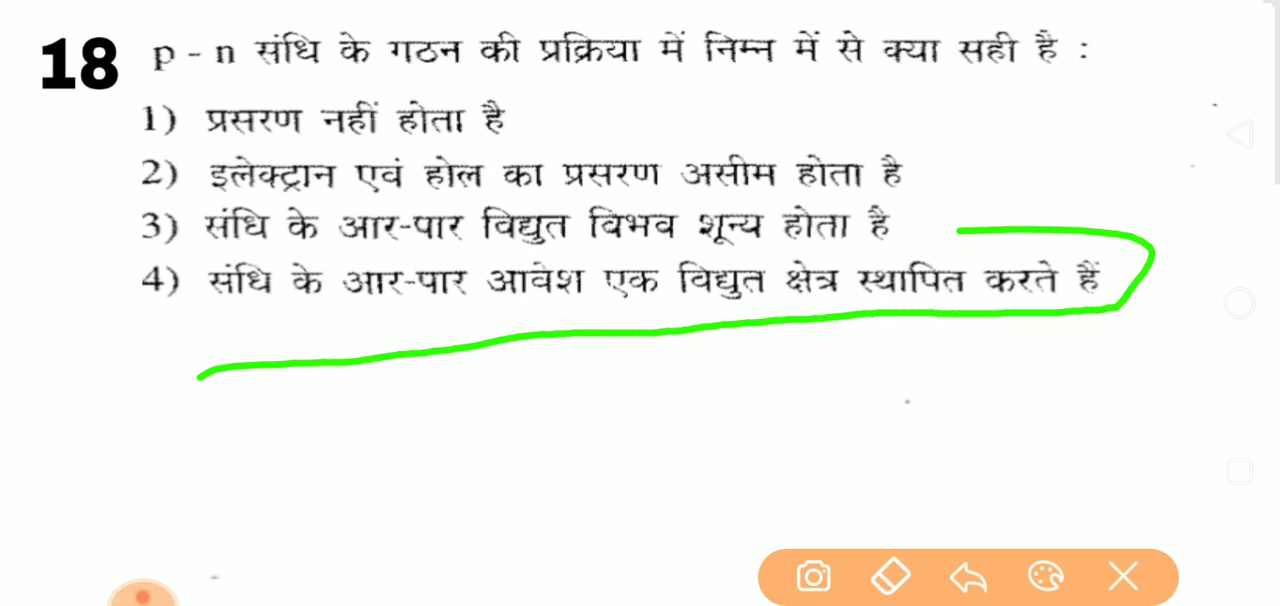 18 p - n संधि के गठन की प्रक्रिया में निम्न में से क्या सही है :
1) प्रसरण नहीं होता है
2) इलेक्ट्रान एवं होल का प्रसरण असीम होता है
3) संधि के आर-पार विद्युत विभव शून्य होता है
4) संधि के आर-पार आवेश एक विद्युत क्षेत्र स्थापित करते हैं